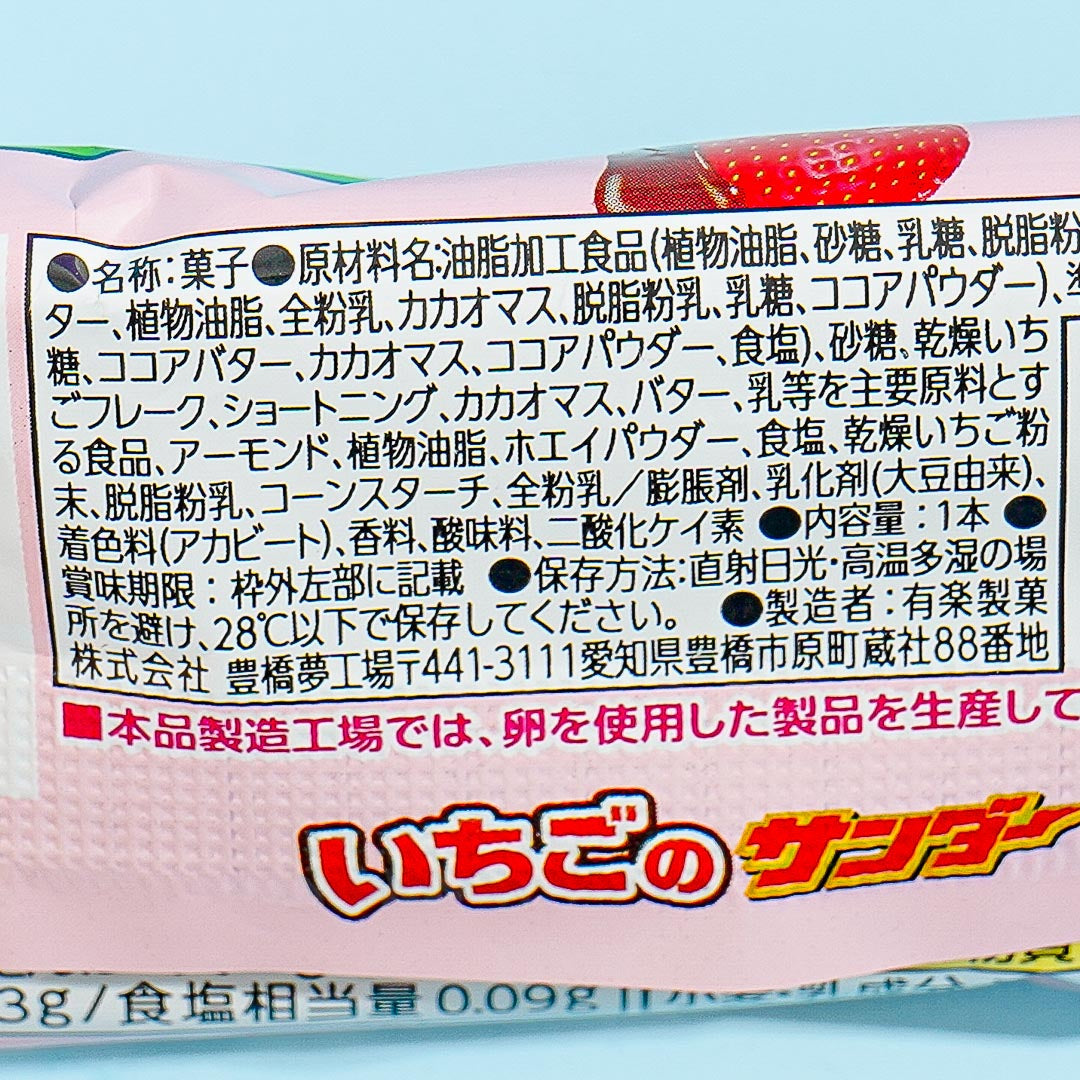 ●名称:菓子●原材料名:油脂加工食品(植物油脂、砂糖、乳糖、脱脂粉
ター、植物油脂、全粉乳、カカオマス、脱脂粉乳、乳糖、ココアパウダー)、
糖、ココアバター、カカオマス、ココアパウダー、食塩)、砂糖、乾燥いち
ごフレーク、ショートニング、カカオマス、バター、乳等を主要原料とす
る食品、アーモンド、植物油脂、ホエイパウダー、食塩、乾燥いちご粉
末、脱脂粉乳、コーンスターチ、全粉乳／膨脹剤、乳化剤(大豆由来)、
着色料(アカビート)、香料、酸味料、二酸化ケイ素 ●内容量:1本 ●
賞味期限:枠外左部に記載 ●保存方法:直射日光・高温多湿の場
所を避け、28℃以下で保存してください。 ●製造者:有楽製菓
株式会社 豊橋夢工場〒441-3111愛知県豊橋市原町蔵社88番地
■本品製造工場では、卵を使用した製品を生産して
いちごのサンダー
3g/食塩相当量0.09g